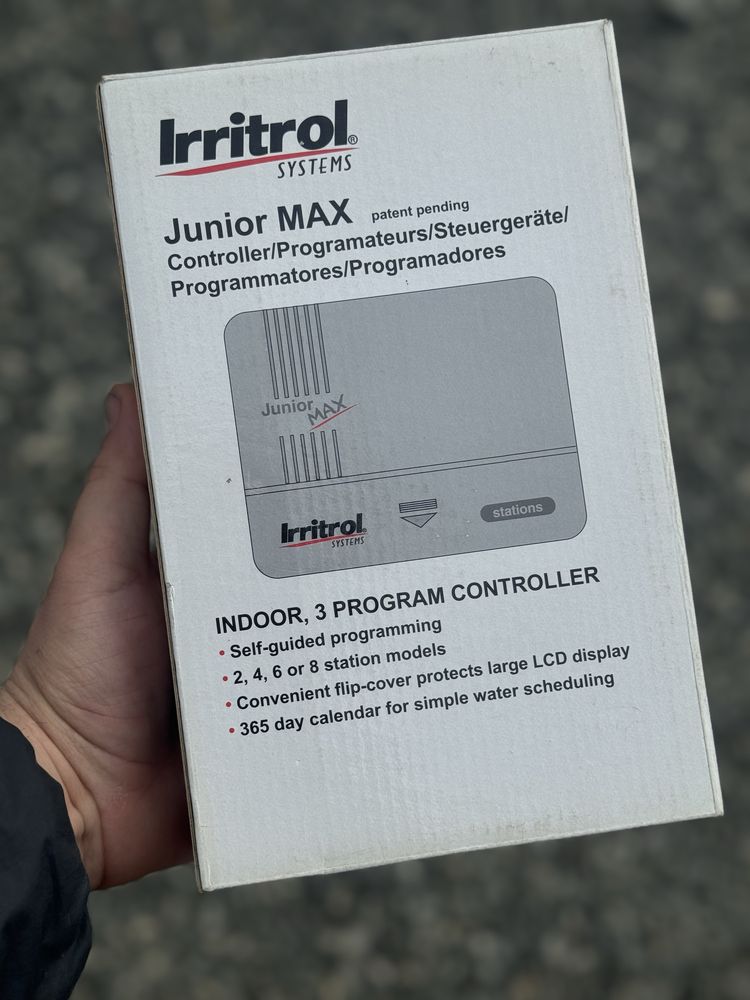 Irritrol®
SYSTEMS
Junior MAX patent pending
Controller/Programateurs/Steuergeräte/
Programmatores/Programadores
Junior MAX
Irritrol®
SYSTEMS
stations
INDOOR, 3 PROGRAM CONTROLLER
• Self-guided programming
• 2, 4, 6 or 8 station models
• Convenient flip-cover protects large LCD display
• 365 day calendar for simple water scheduling